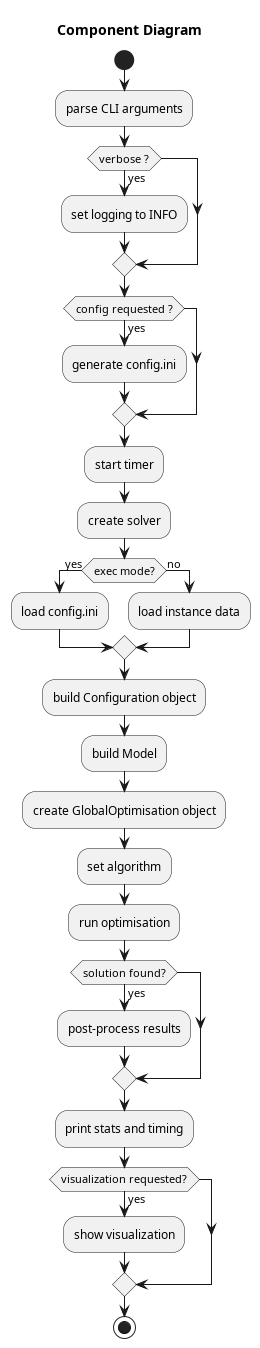 Component Diagram
parse CLI arguments
verbose ?
yes
set logging to INFO
config requested ?
yes
generate config.ini
start timer
create solver
yes
exec mode?
no
load config.ini
load instance data
build Configuration object
build Model
create GlobalOptimisation object
set algorithm
run optimisation
solution found?
yes
post-process results
print stats and timing
visualization requested?
yes
show visualization